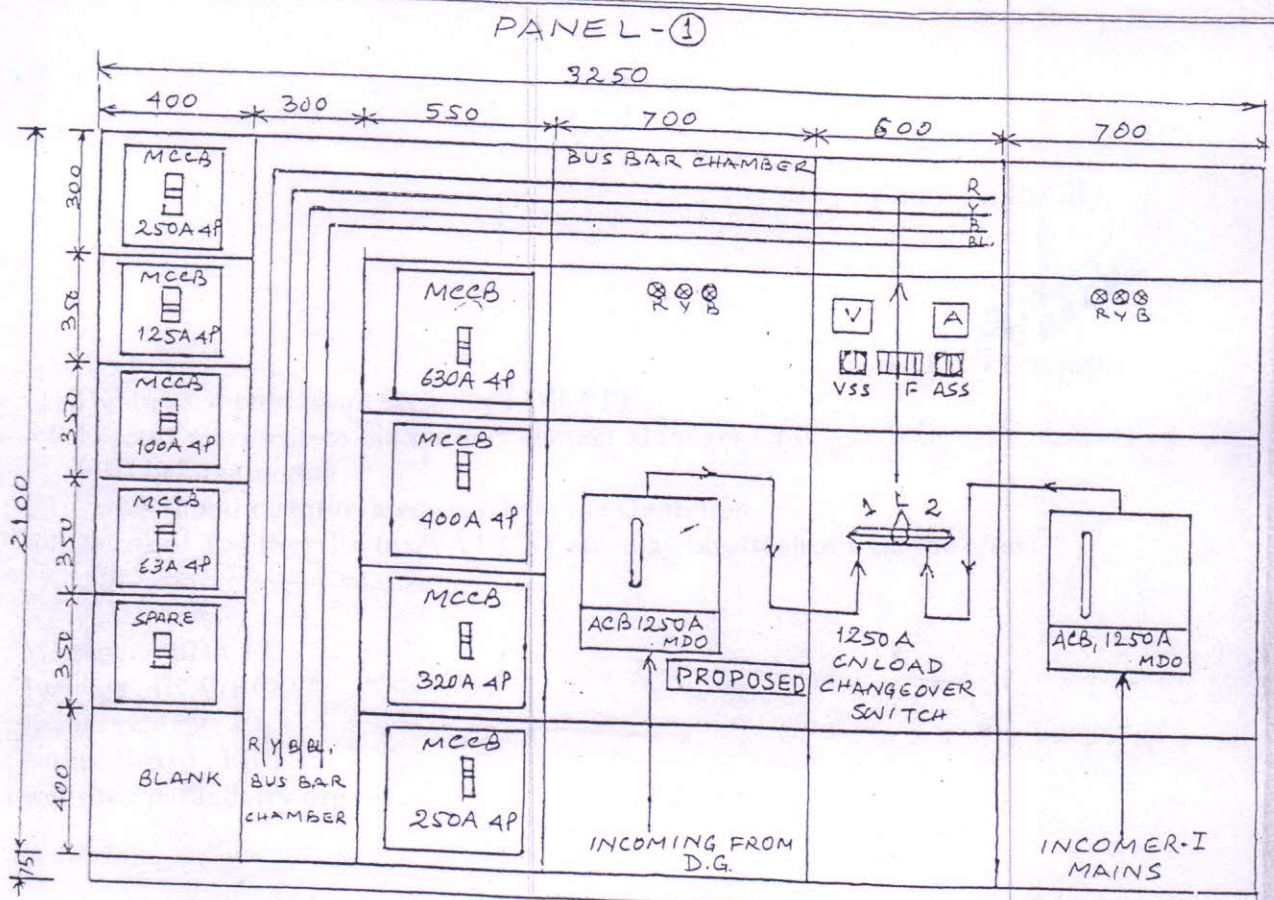 PANEL-①
3250
400 300 550 700 600 700
2100
300
350
350
350
350
400
75
MCCB
250A 4P
MCCB
125A 4P
MCCB
100A 4P
MCCB
63A 4P
SPARE
BLANK
R Y B BL.
BUS BAR
CHAMBER
MCCB
630A 4P
MCCB
400A 4P
MCCB
320A 4P
MCCB
250A 4P
BUS BAR CHAMBER
R
Y
B
BL.
R Y B
ACB 1250A
MDO
PROPOSED
INCOMING FROM
D.G.
V A
VSS F ASS
1 2
1250A
ONLOAD
CHANGEOVER
SWITCH
R Y B
ACB, 1250A
MDO
INCOMER-I
MAINS